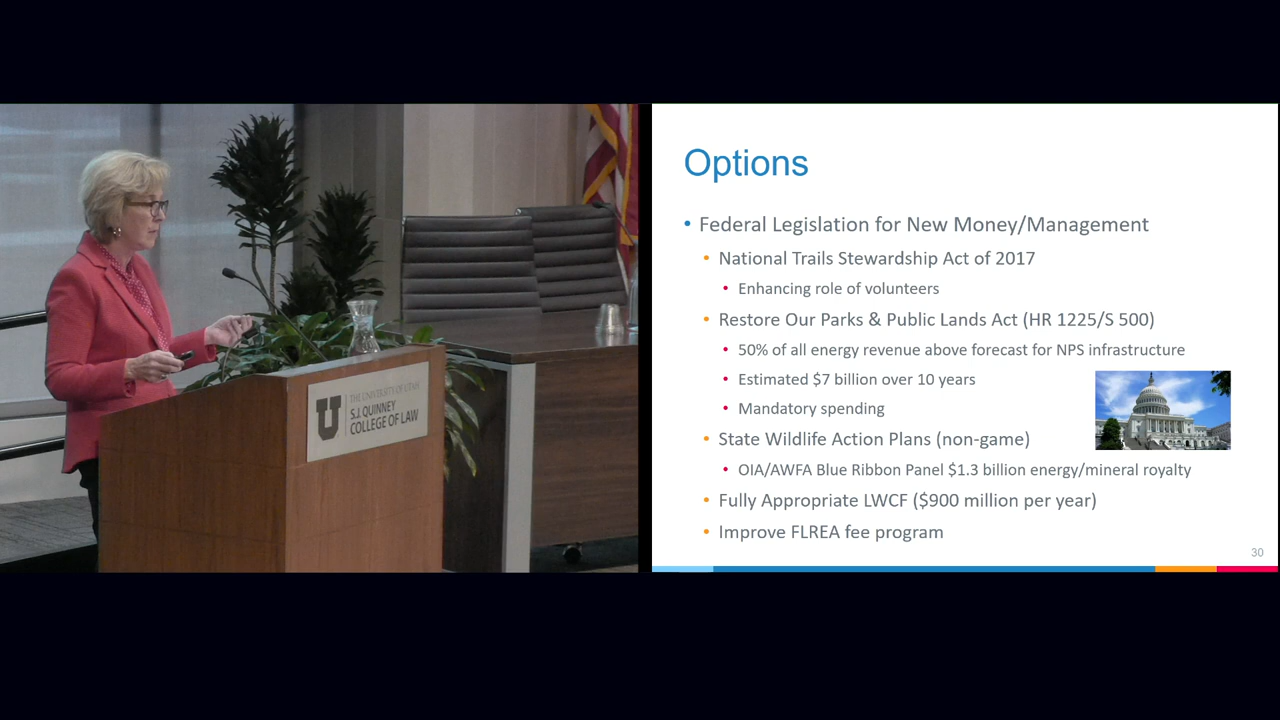 THE UNIVERSITY OF UTAH
S.J. QUINNEY
COLLEGE OF LAW
Options
• Federal Legislation for New Money/Management
• National Trails Stewardship Act of 2017
• Enhancing role of volunteers
• Restore Our Parks & Public Lands Act (HR 1225/S 500)
• 50% of all energy revenue above forecast for NPS infrastructure
• Estimated $7 billion over 10 years
• Mandatory spending
• State Wildlife Action Plans (non-game)
• OIA/AWFA Blue Ribbon Panel $1.3 billion energy/mineral royalty
• Fully Appropriate LWCF ($900 million per year)
• Improve FLREA fee program
30